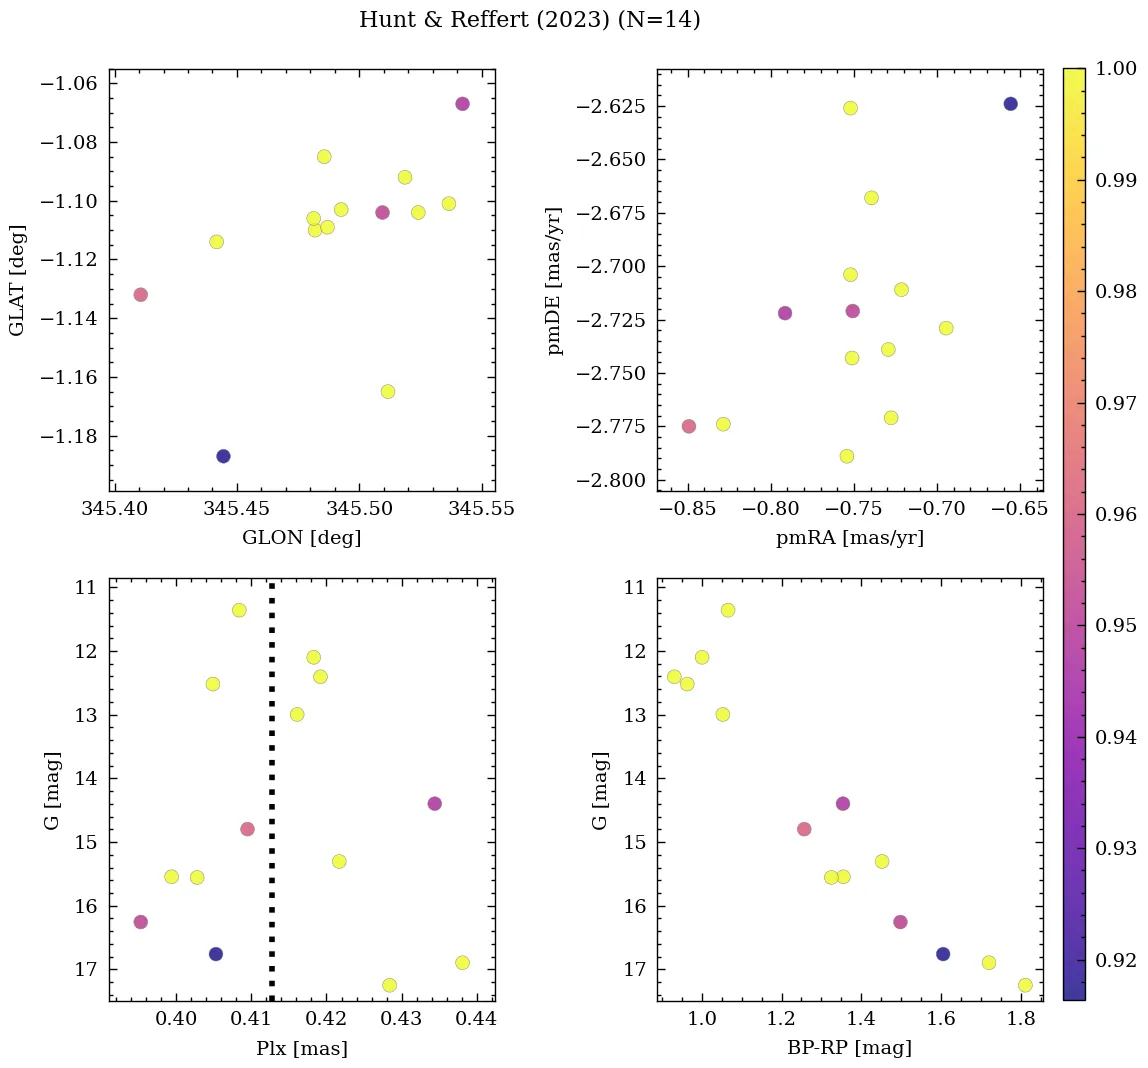 Hunt & Reffert (2023) (N=14)
−1.06
−1.08
−1.10
−1.12
−1.14
−1.16
−1.18
GLAT [deg]
345.40 345.45 345.50 345.55
GLON [deg]
−2.625
−2.650
−2.675
−2.700
−2.725
−2.750
−2.775
−2.800
pmDE [mas/yr]
−0.85 −0.80 −0.75 −0.70 −0.65
pmRA [mas/yr]
11
12
13
14
15
16
17
G [mag]
0.40 0.41 0.42 0.43 0.44
Plx [mas]
11
12
13
14
15
16
17
G [mag]
1.0 1.2 1.4 1.6 1.8
BP-RP [mag]
1.00
0.99
0.98
0.97
0.96
0.95
0.94
0.93
0.92